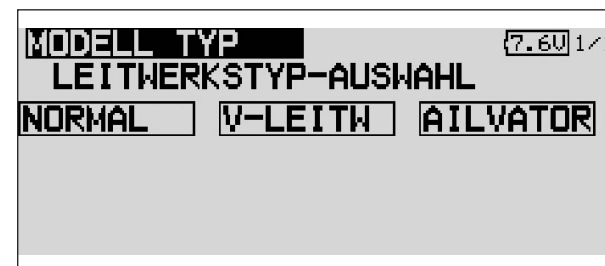 MODELL TYP 7.6V 1/
LEITWERKSTYP-AUSWAHL
NORMAL V-LEITW AILVATOR